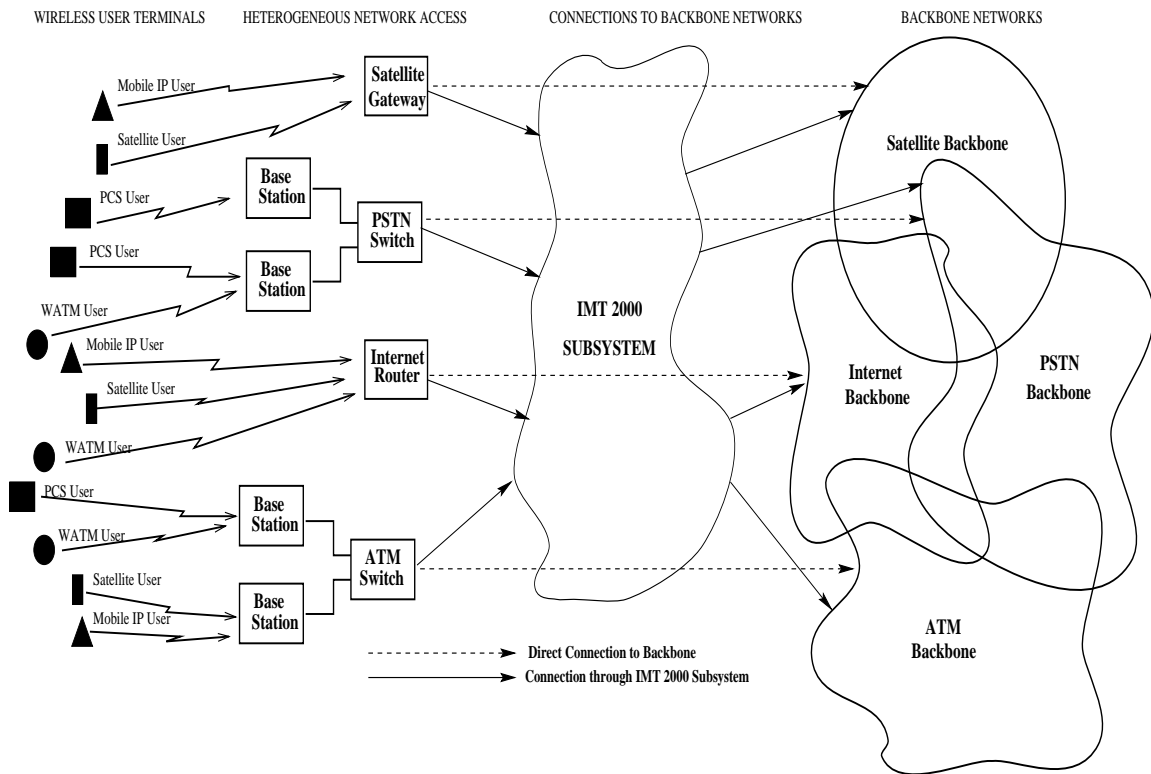 WIRELESS USER TERMINALS
HETEROGENEOUS NETWORK ACCESS
CONNECTIONS TO BACKBONE NETWORKS
BACKBONE NETWORKS
Mobile IP User
Satellite User
PCS User
PCS User
WATM User
Mobile IP User
Satellite User
WATM User
PCS User
WATM User
Satellite User
Mobile IP User
Satellite
Gateway
Base
Station
PSTN
Switch
Base
Station
Internet
Router
Base
Station
ATM
Switch
Base
Station
IMT 2000
SUBSYSTEM
Satellite Backbone
Internet
Backbone
PSTN
Backbone
ATM
Backbone
Direct Connection to Backbone
Connection through IMT 2000 Subsystem